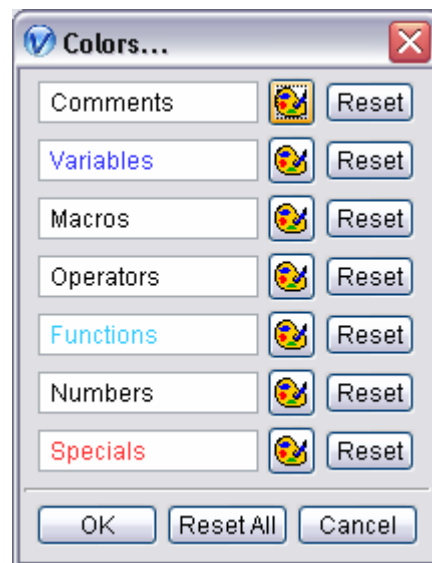 Colors...
Comments Reset
Variables Reset
Macros Reset
Operators Reset
Functions Reset
Numbers Reset
Specials Reset
OK Reset All Cancel